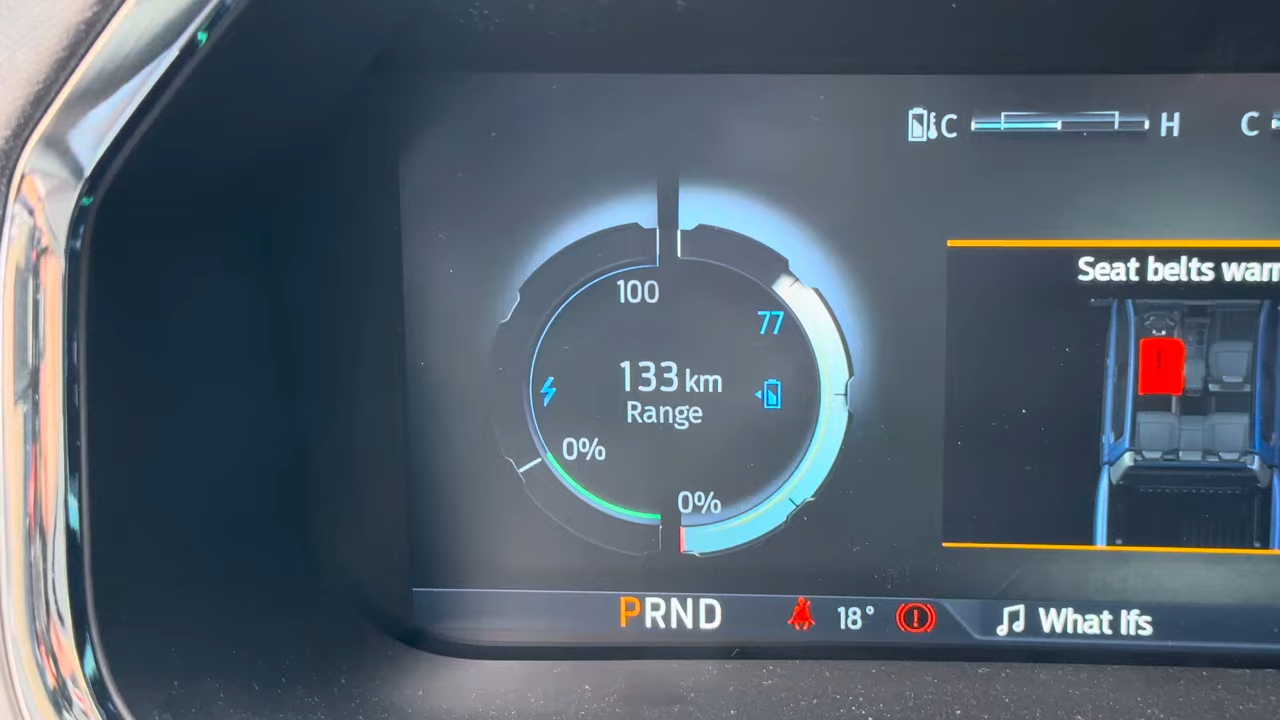 C H C
Seat belts warn
100
77
133 km
Range
0%
0%
PRND 18° What Ifs